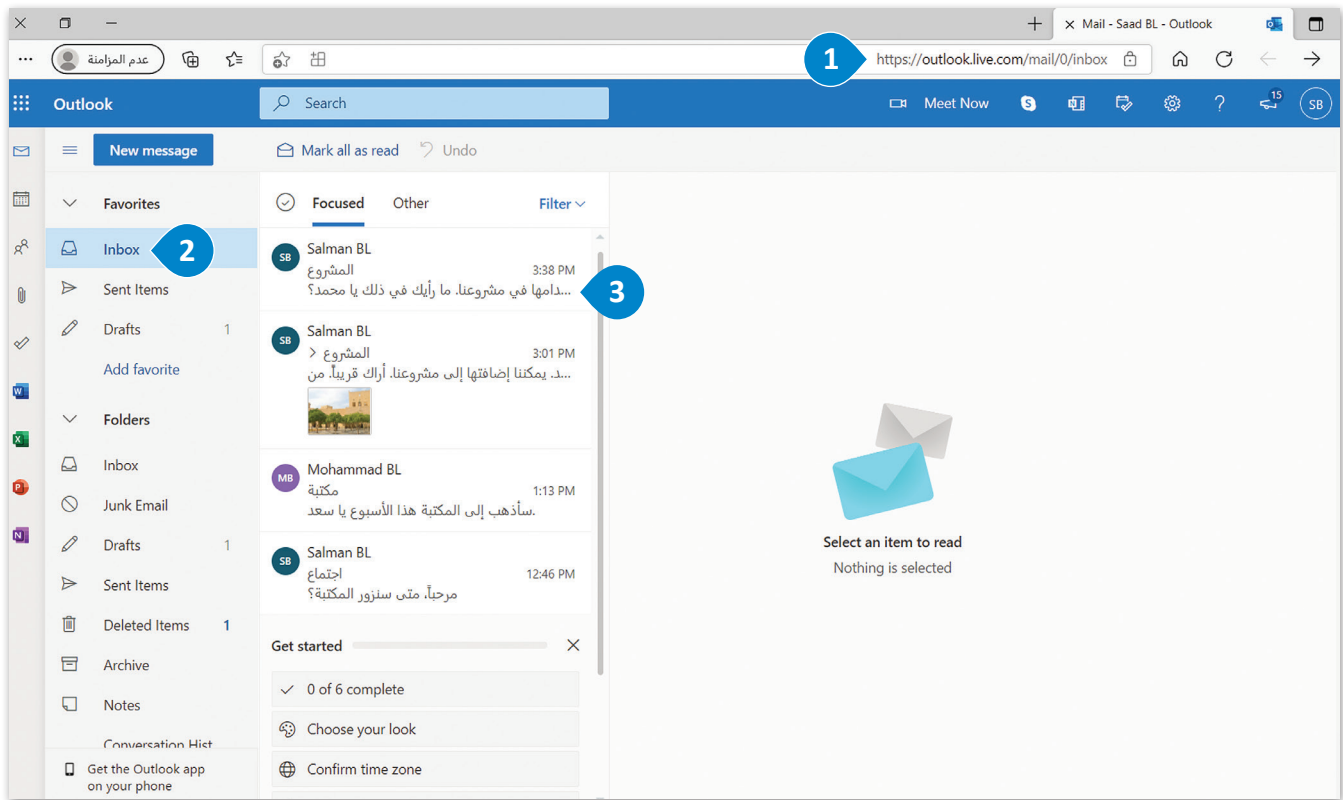 Mail - Saad BL - Outlook
عدم المزامنة
1
https://outlook.live.com/mail/0/inbox
Outlook
Search
Meet Now
15
SB
New message
Mark all as read
Undo
Favorites
Inbox
2
Sent Items
Drafts 1
Add favorite
Folders
Inbox
Junk Email
Drafts 1
Sent Items
Deleted Items 1
Archive
Notes
Conversation Hist
Get the Outlook app
on your phone
Focused Other Filter
SB
Salman BL
المشروع 3:38 PM
...دامها في مشروعنا. ما رأيك في ذلك يا محمد؟
3
SB
Salman BL
المشروع > 3:01 PM
...د. يمكننا إضافتها إلى مشروعنا. أراك قريباً. من
MB
Mohammad BL
مكتبة 1:13 PM
.سأذهب إلى المكتبة هذا الأسبوع يا سعد
SB
Salman BL
اجتماع 12:46 PM
مرحباً، متى سنزور المكتبة؟
Get started
0 of 6 complete
Choose your look
Confirm time zone
Select an item to read
Nothing is selected